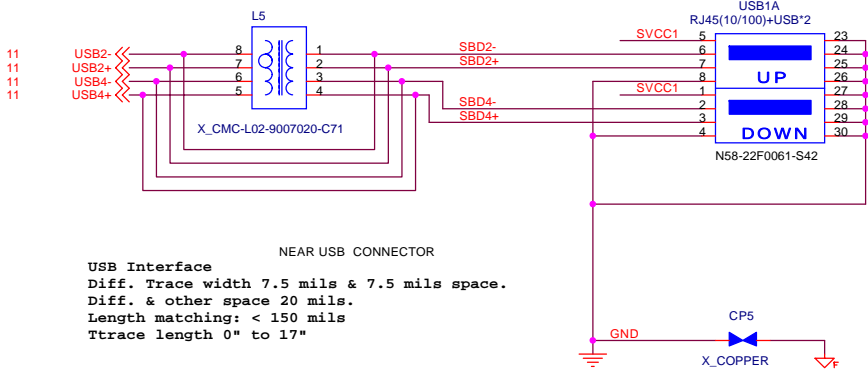 L5
USB1A
RJ45(10/100)+USB*2
11 USB2- 8 1 SBD2- SVCC1 5 23
11 USB2+ 7 2 SBD2+ 6 24
11 USB4- 6 3 7 25
11 USB4+ 5 4 8 UP 26
SVCC1 1 27
SBD4- 2 28
SBD4+ 3 29
4 DOWN 30
X_CMC-L02-9007020-C71
N58-22F0061-S42
NEAR USB CONNECTOR
USB Interface
Diff. Trace width 7.5 mils & 7.5 mils space.
Diff. & other space 20 mils.
Length matching: < 150 mils
Ttrace length 0" to 17"
CP5
GND
X_COPPER
F